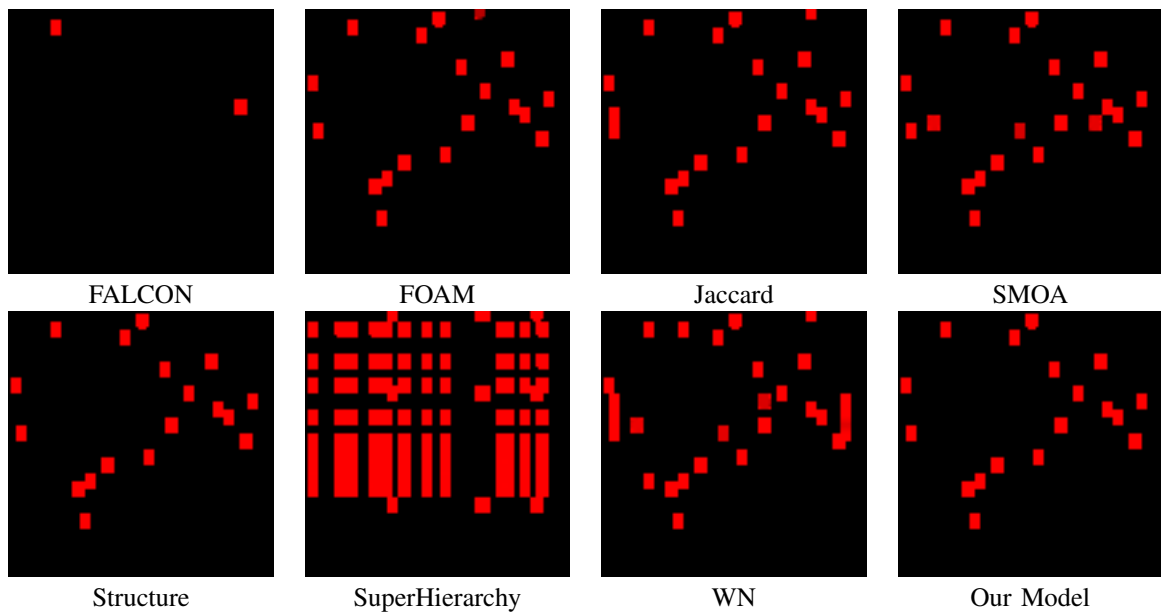 FALCON
FOAM
Jaccard
SMOA
Structure
SuperHierarchy
WN
Our Model